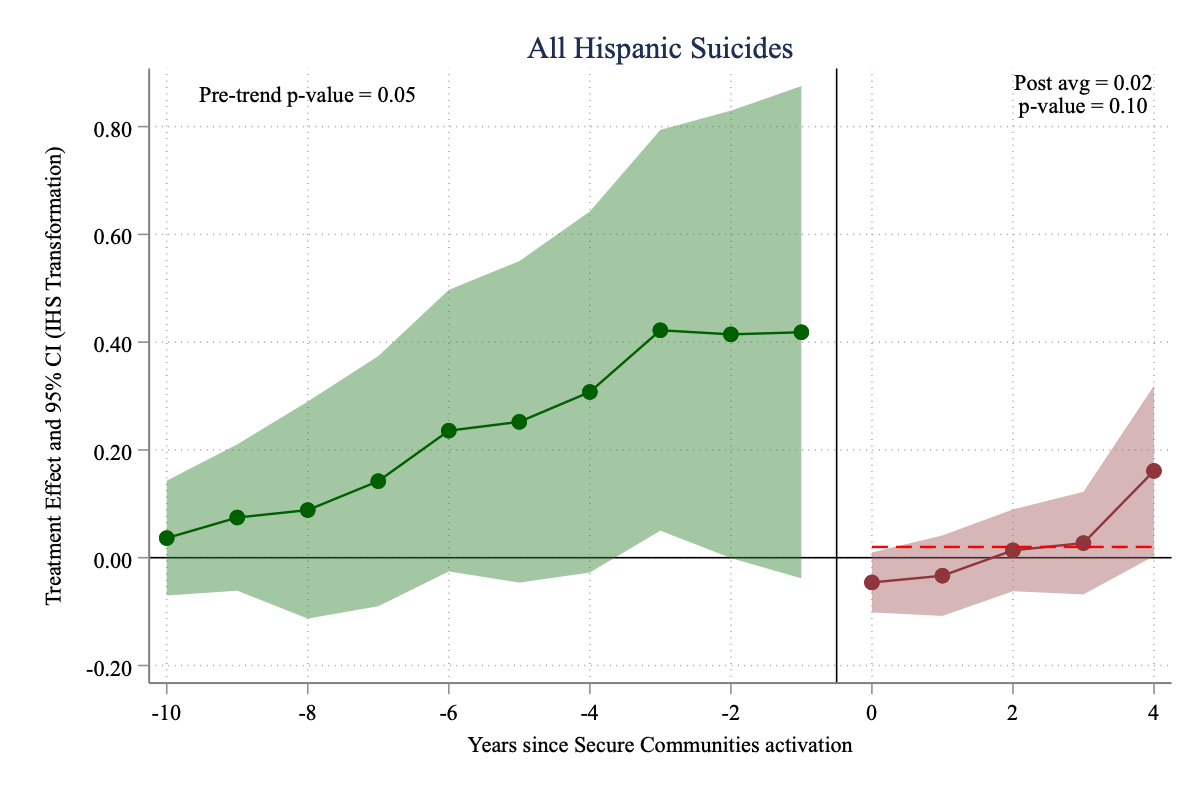 All Hispanic Suicides
Pre-trend p-value = 0.05
Post avg = 0.02
p-value = 0.10
Treatment Effect and 95% CI (IHS Transformation)
0.80
0.60
0.40
0.20
0.00
-0.20
-10 -8 -6 -4 -2 0 2 4
Years since Secure Communities activation